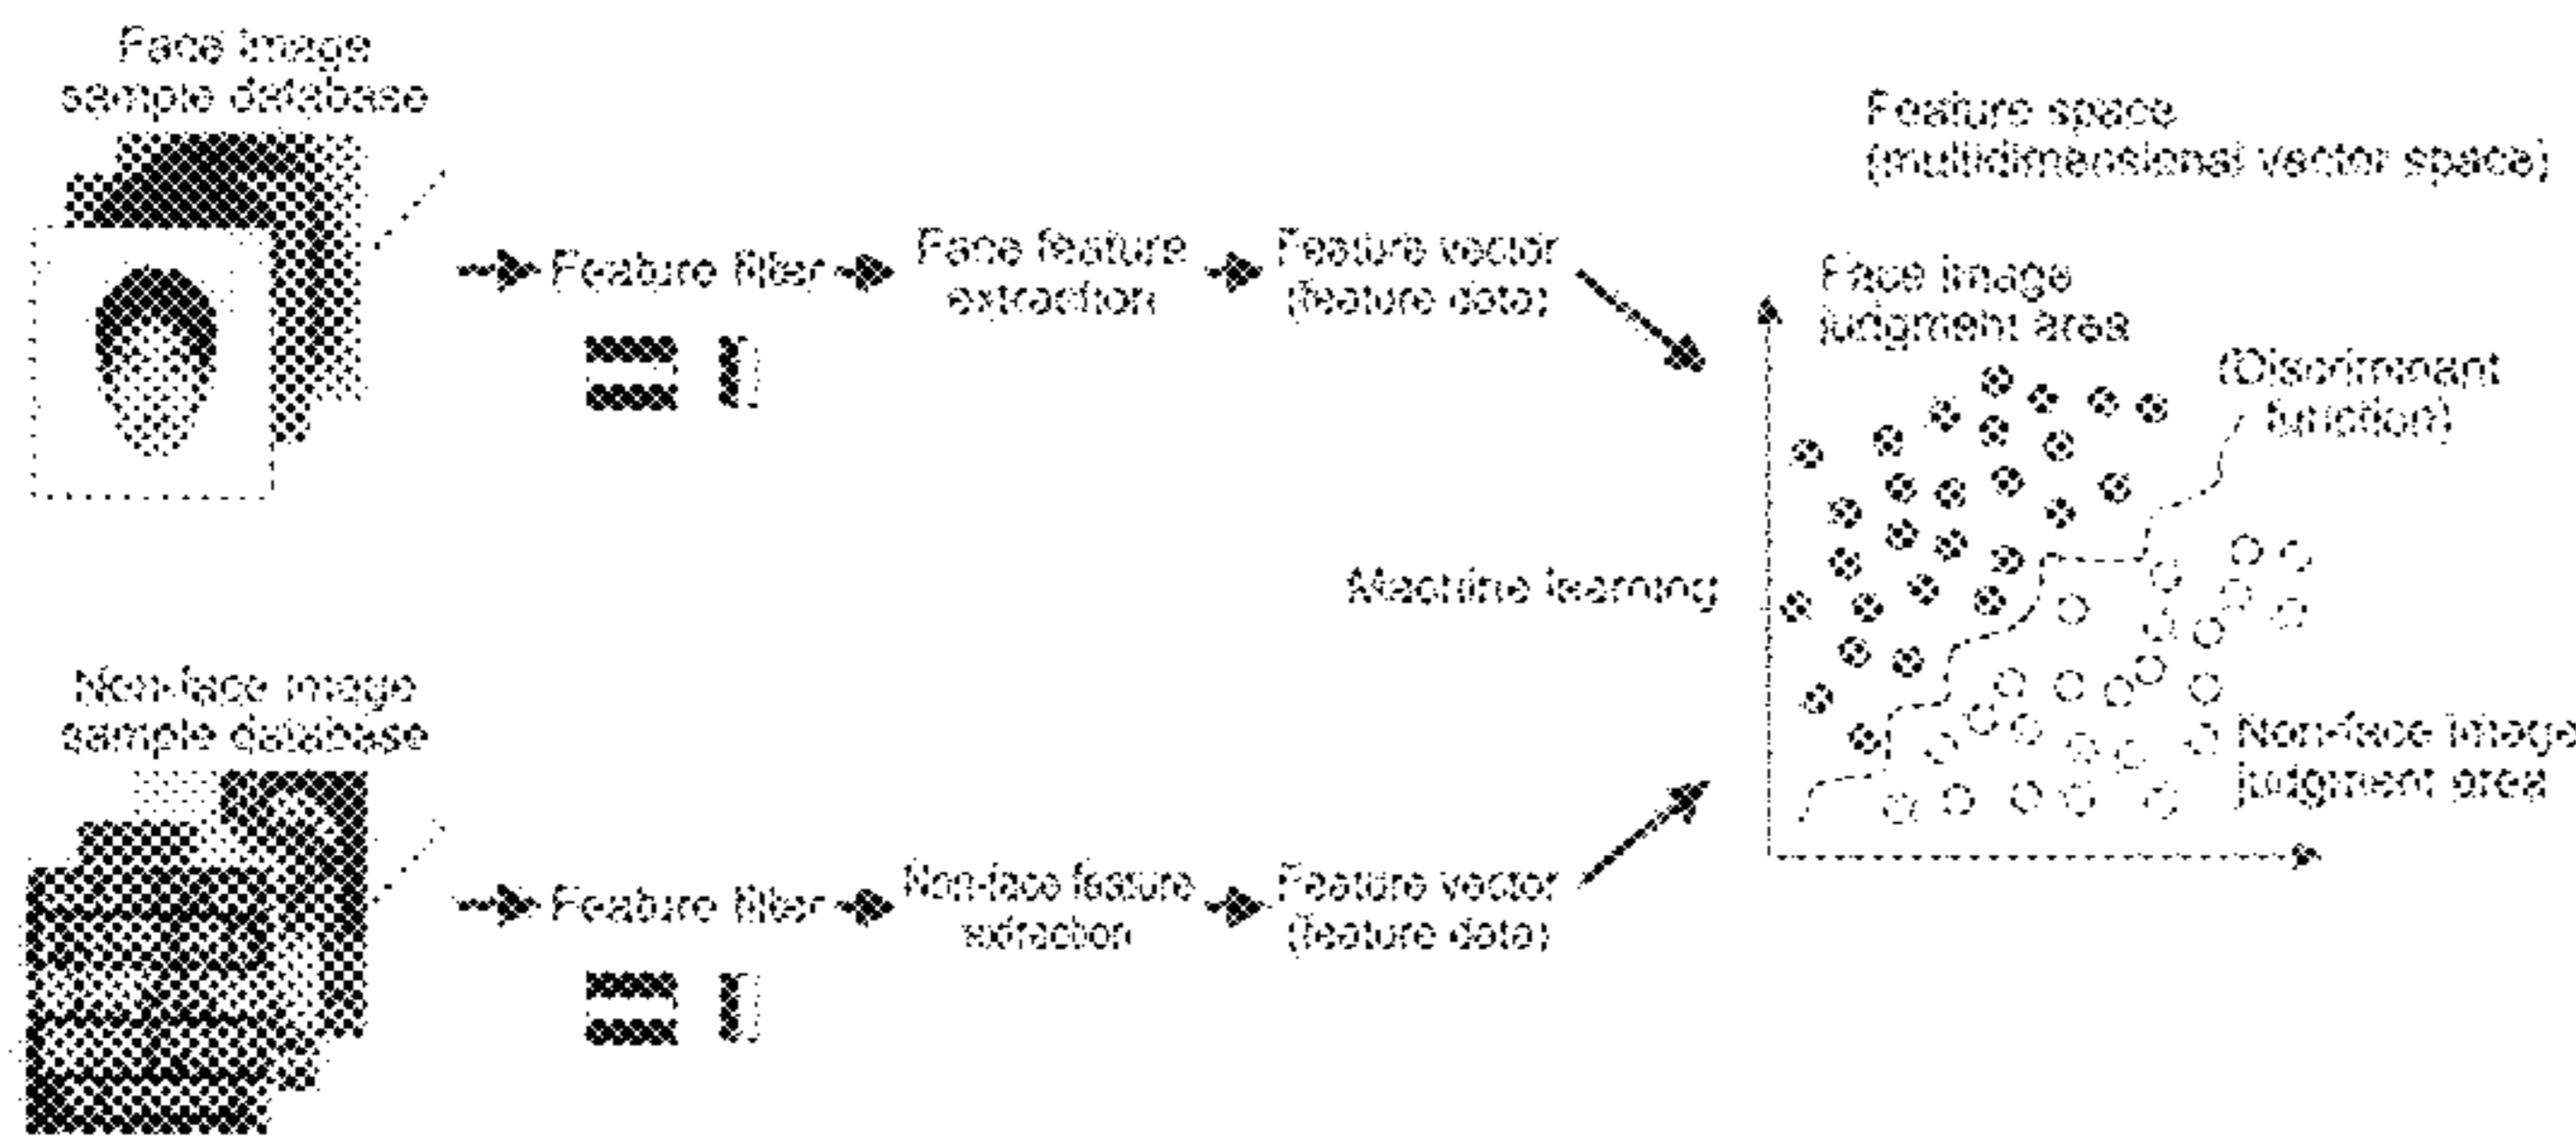 Face image
sample database
Feature filter
Face feature
extraction
Feature vector
(feature data)
Feature space
(multidimensional vector space)
Face image
judgment area
(Discriminant
function)
Machine learning
Non-face image
sample database
Feature filter
Non-face feature
extraction
Feature vector
(feature data)
Non-face image
judgment area